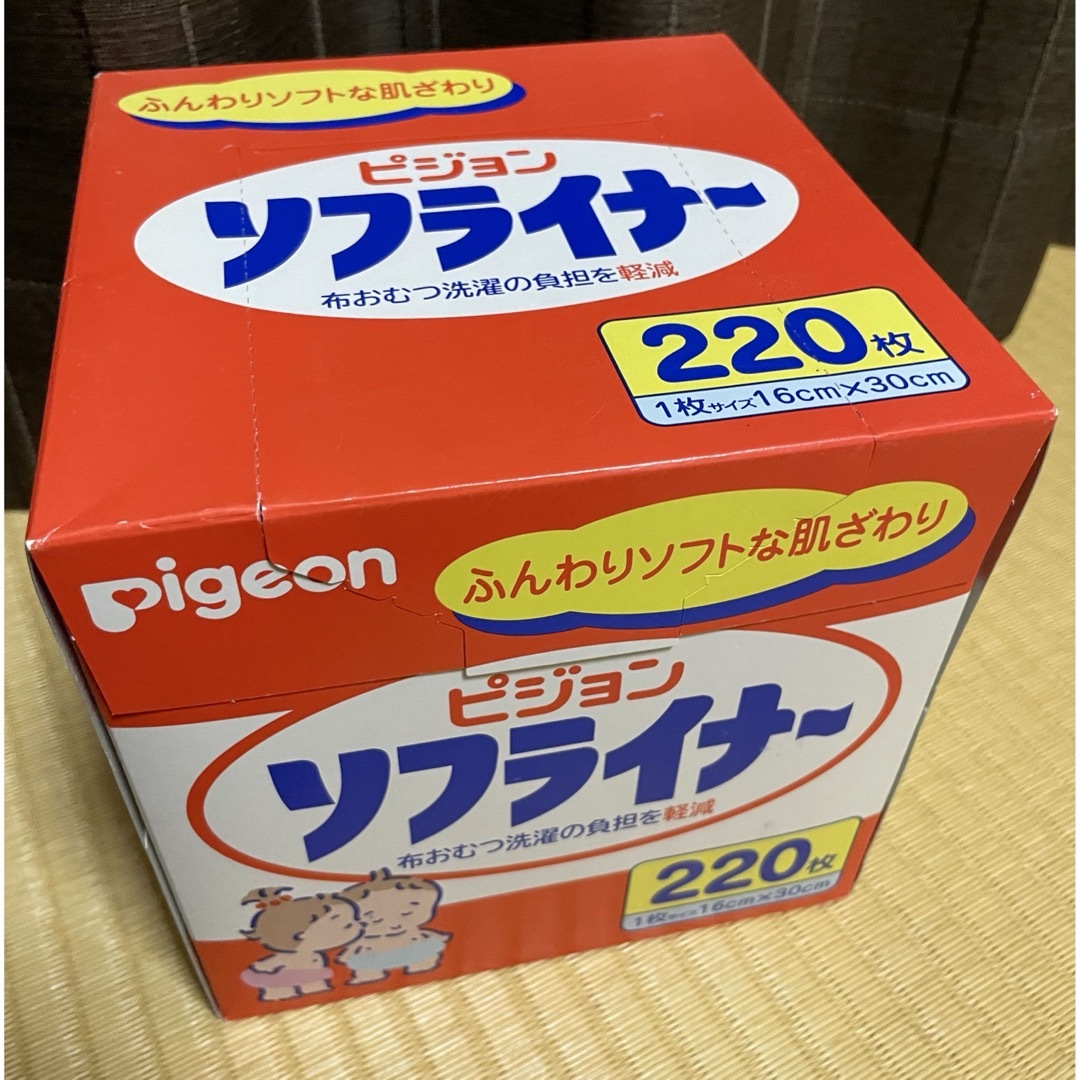 ふんわりソフトな肌ざわり
ピジョン
ソフライナー
布おむつ洗濯の負担を軽減
220枚
1枚サイズ16cm×30cm
Pigeon
ふんわりソフトな肌ざわり
ピジョン
ソフライナー
布おむつ洗濯の負担を軽減
220枚
1枚サイズ16cm×30cm